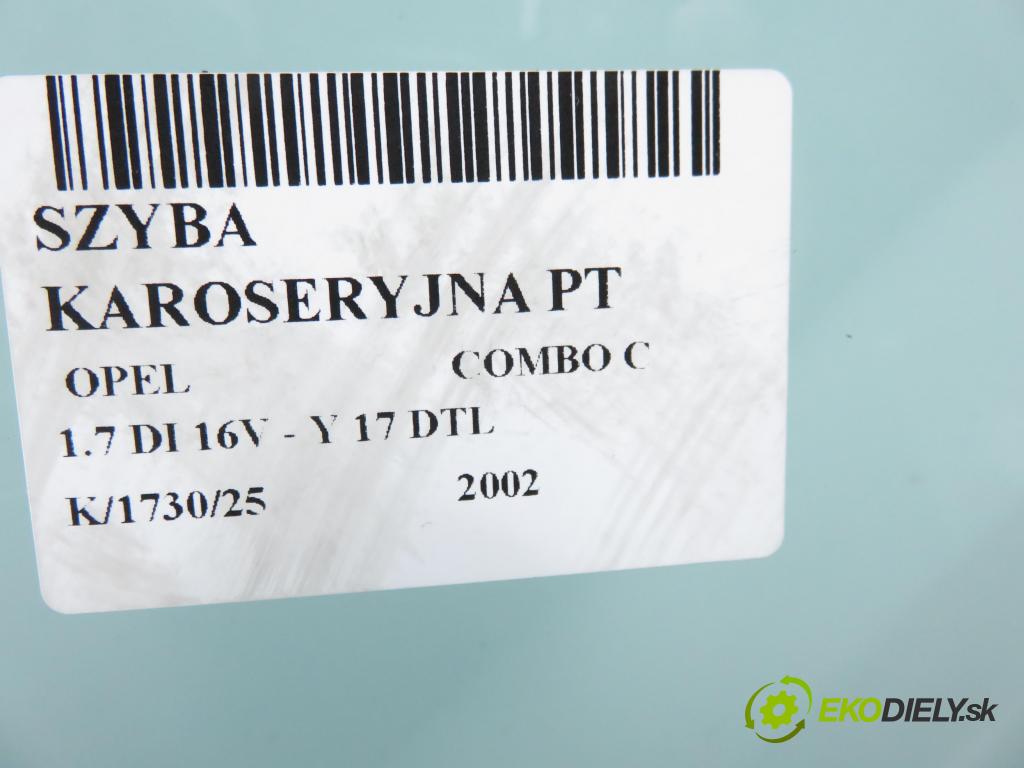 SZYBA
KAROSERYJNA PT
OPEL COMBO C
1.7 DI 16V - Y 17 DTL
K/1730/25 2002
EKODIELY.sk